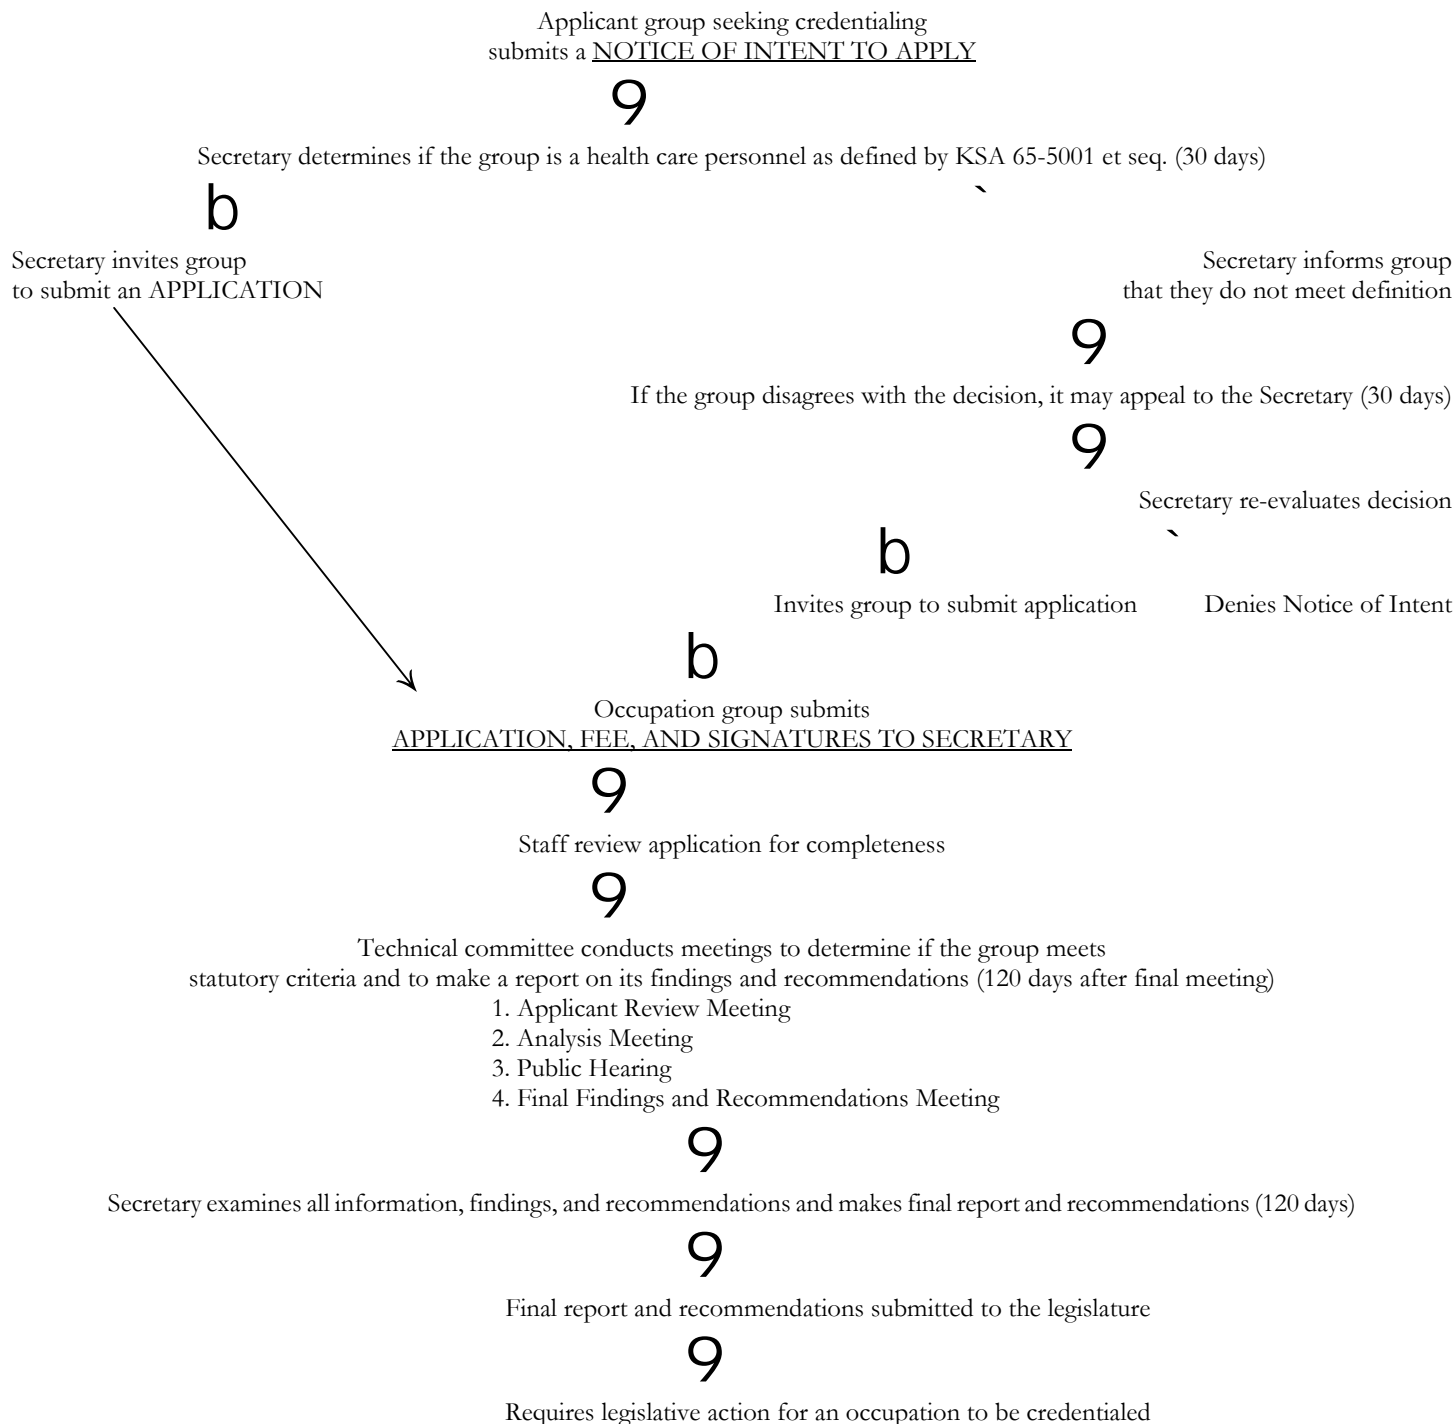 Applicant group seeking credentialing
submits a NOTICE OF INTENT TO APPLY
9
Secretary determines if the group is a health care personnel as defined by KSA 65-5001 et seq. (30 days)
b `
Secretary invites group
to submit an APPLICATION
Secretary informs group
that they do not meet definition
9
If the group disagrees with the decision, it may appeal to the Secretary (30 days)
9
Secretary re-evaluates decision
b `
Invites group to submit application Denies Notice of Intent
b
Occupation group submits
APPLICATION, FEE, AND SIGNATURES TO SECRETARY
9
Staff review application for completeness
9
Technical committee conducts meetings to determine if the group meets
statutory criteria and to make a report on its findings and recommendations (120 days after final meeting)
1. Applicant Review Meeting
2. Analysis Meeting
3. Public Hearing
4. Final Findings and Recommendations Meeting
9
Secretary examines all information, findings, and recommendations and makes final report and recommendations (120 days)
9
Final report and recommendations submitted to the legislature
9
Requires legislative action for an occupation to be credentialed